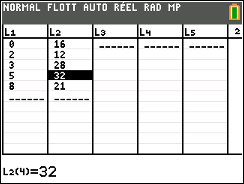 NORMAL FLOTT AUTO RÉEL RAD MP
L1 L2 L3 L4 L5 2
0 16 ------ ------ ------
2 12
3 28
5 32
8 21
------ ------
L2(4)=32